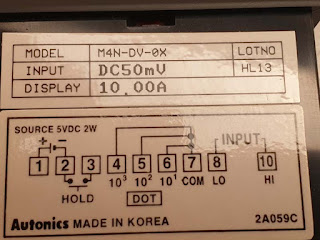 MODEL M4N-DV-0X LOTNO
INPUT DC50mV HL13
DISPLAY 10.00A
SOURCE 5VDC 2W
+ - INPUT
1 2 3 4 5 6 7 8 10
10³ 10² 10¹ COM LO HI
HOLD DOT
Autonics MADE IN KOREA 2A059C